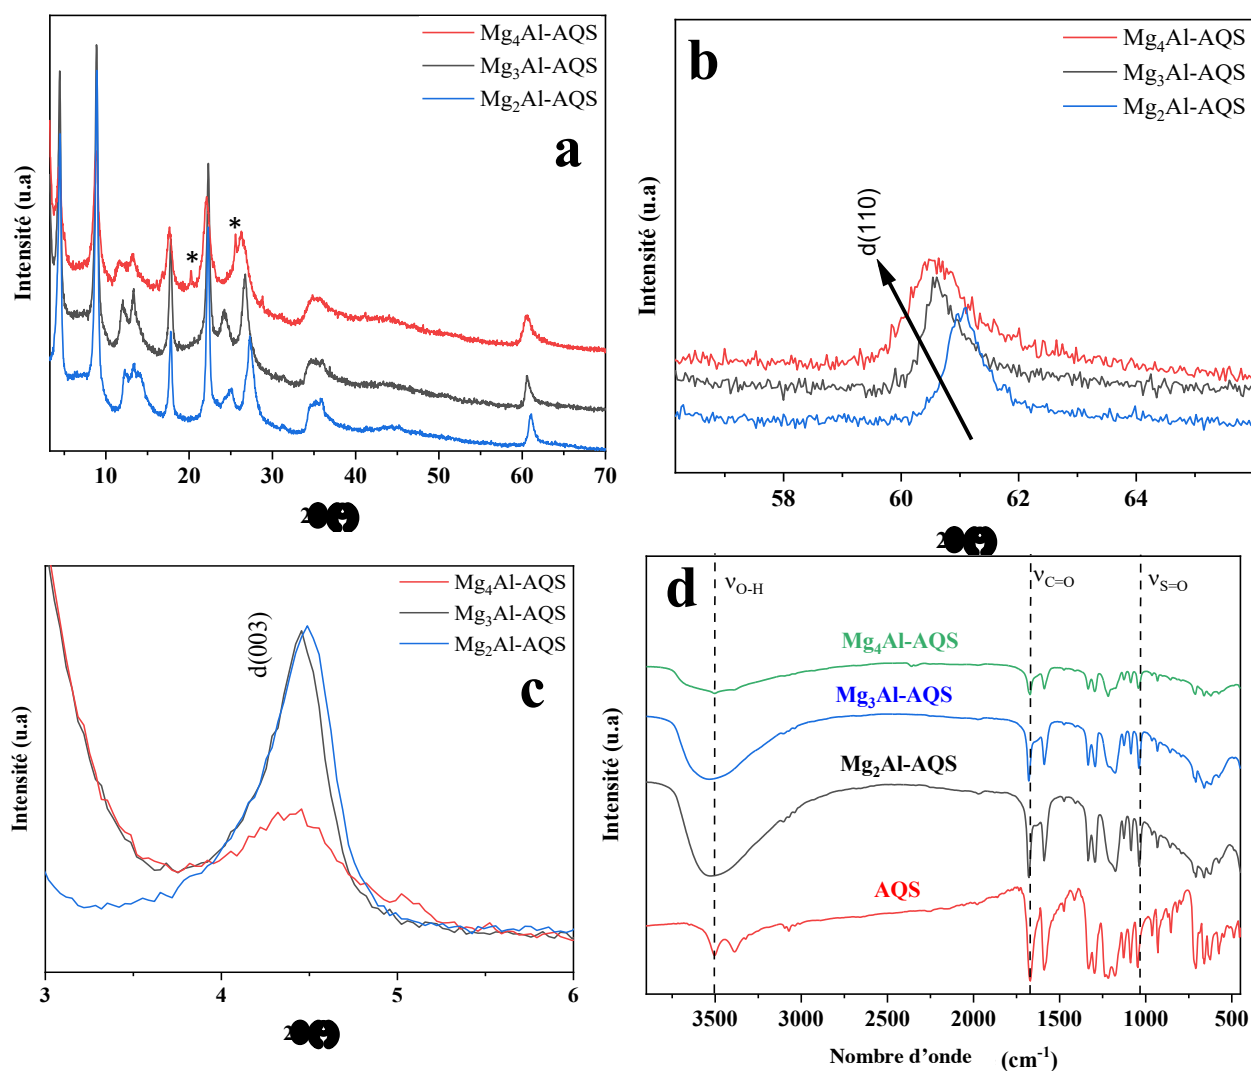 a
Mg₄Al-AQS
Mg₃Al-AQS
Mg₂Al-AQS
*
*
Intensité (u.a)
10 20 30 40 50 60 70
b
Mg₄Al-AQS
Mg₃Al-AQS
Mg₂Al-AQS
d(110)
Intensité (u.a)
58 60 62 64
c
Mg₄Al-AQS
Mg₃Al-AQS
Mg₂Al-AQS
d(003)
Intensité (u.a)
3 4 5 6
d
νO-H
νC=O
νS=O
Mg₄Al-AQS
Mg₃Al-AQS
Mg₂Al-AQS
AQS
Intensité (u.a)
3500 3000 2500 2000 1500 1000 500
Nombre d’onde (cm⁻¹)